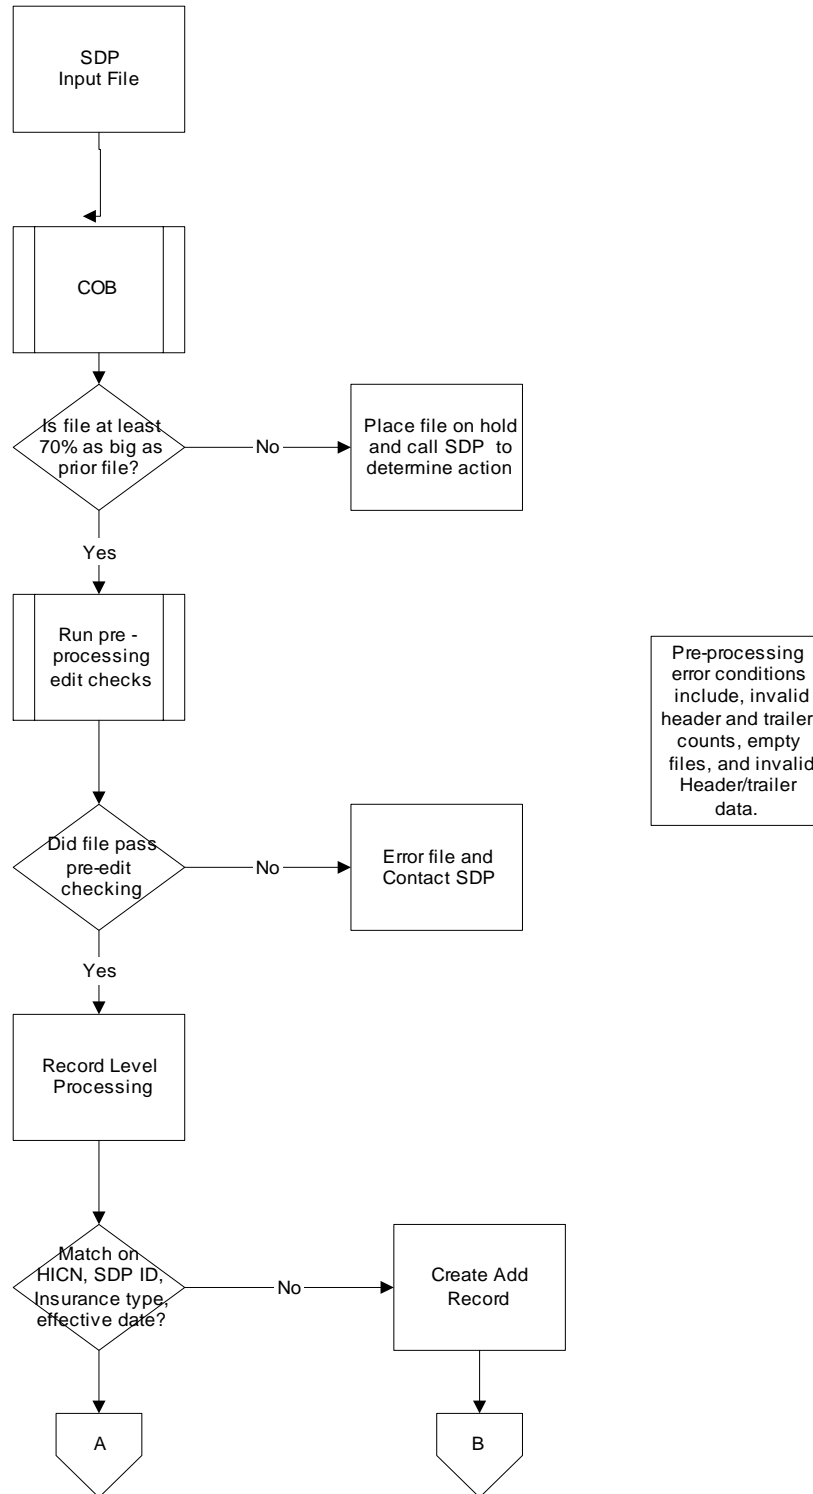 SDP
Input File
COB
Is file at least
70% as big as
prior file?
No
Place file on hold
and call SDP to
determine action
Yes
Run pre -
processing
edit checks
Pre-processing
error conditions
include, invalid
header and trailer
counts, empty
files, and invalid
Header/trailer
data.
Did file pass
pre-edit
checking
No
Error file and
Contact SDP
Yes
Record Level
Processing
Match on
HICN, SDP ID,
Insurance type,
effective date?
No
Create Add
Record
A
B